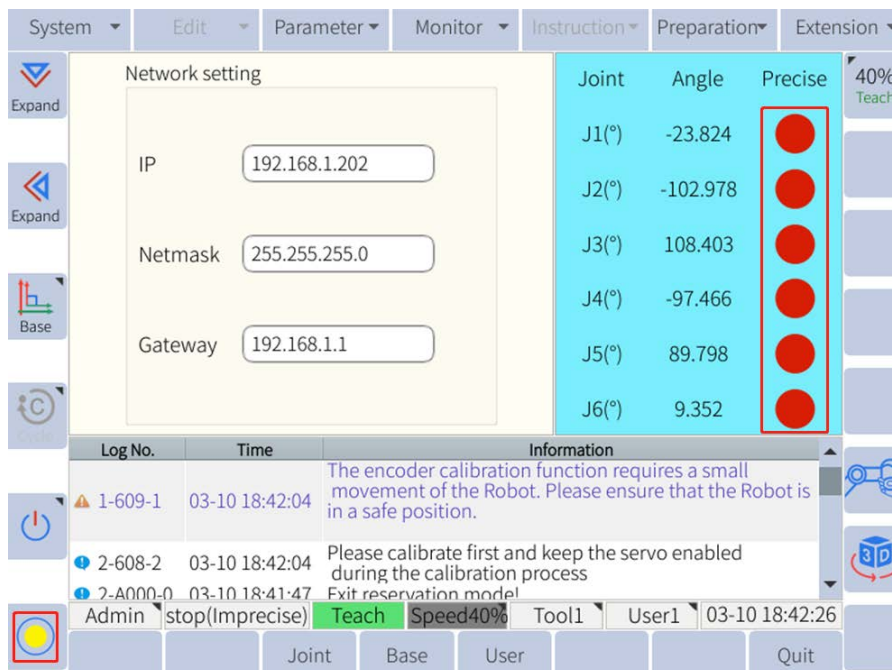 System Edit Parameter Monitor Instruction Preparation Extension
Expand
Expand
Base
Cycle
Network setting
IP 192.168.1.202
Netmask 255.255.255.0
Gateway 192.168.1.1
Joint Angle Precise
J1(°) -23.824
J2(°) -102.978
J3(°) 108.403
J4(°) -97.466
J5(°) 89.798
J6(°) 9.352
40%
Teach
3D
Log No. Time Information
1-609-1 03-10 18:42:04 The encoder calibration function requires a small
movement of the Robot. Please ensure that the Robot is
in a safe position.
2-608-2 03-10 18:42:04 Please calibrate first and keep the servo enabled
during the calibration process
2-A000-0 03-10 18:41:47 Exit reservation mode!
Admin stop(Imprecise) Teach Speed40% Tool1 User1 03-10 18:42:26
Joint Base User Quit